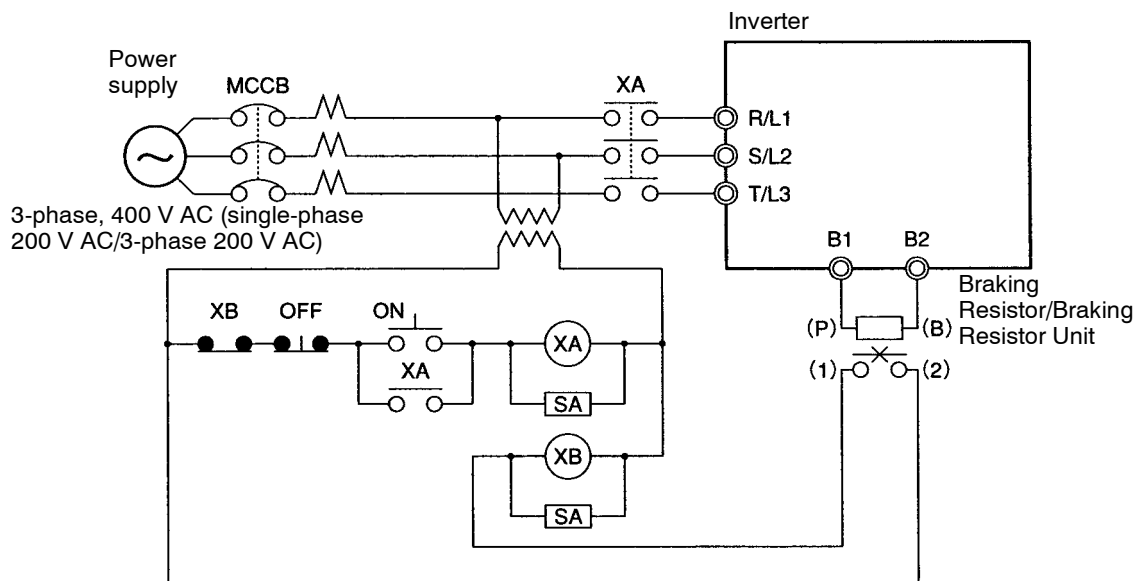 Inverter
Power
supply
MCCB
XA
R/L1
S/L2
T/L3
3-phase, 400 V AC (single-phase
200 V AC/3-phase 200 V AC)
B1
B2
Braking
Resistor/Braking
Resistor Unit
(P)
(B)
(1)
(2)
XB
OFF
ON
XA
XA
SA
XB
SA